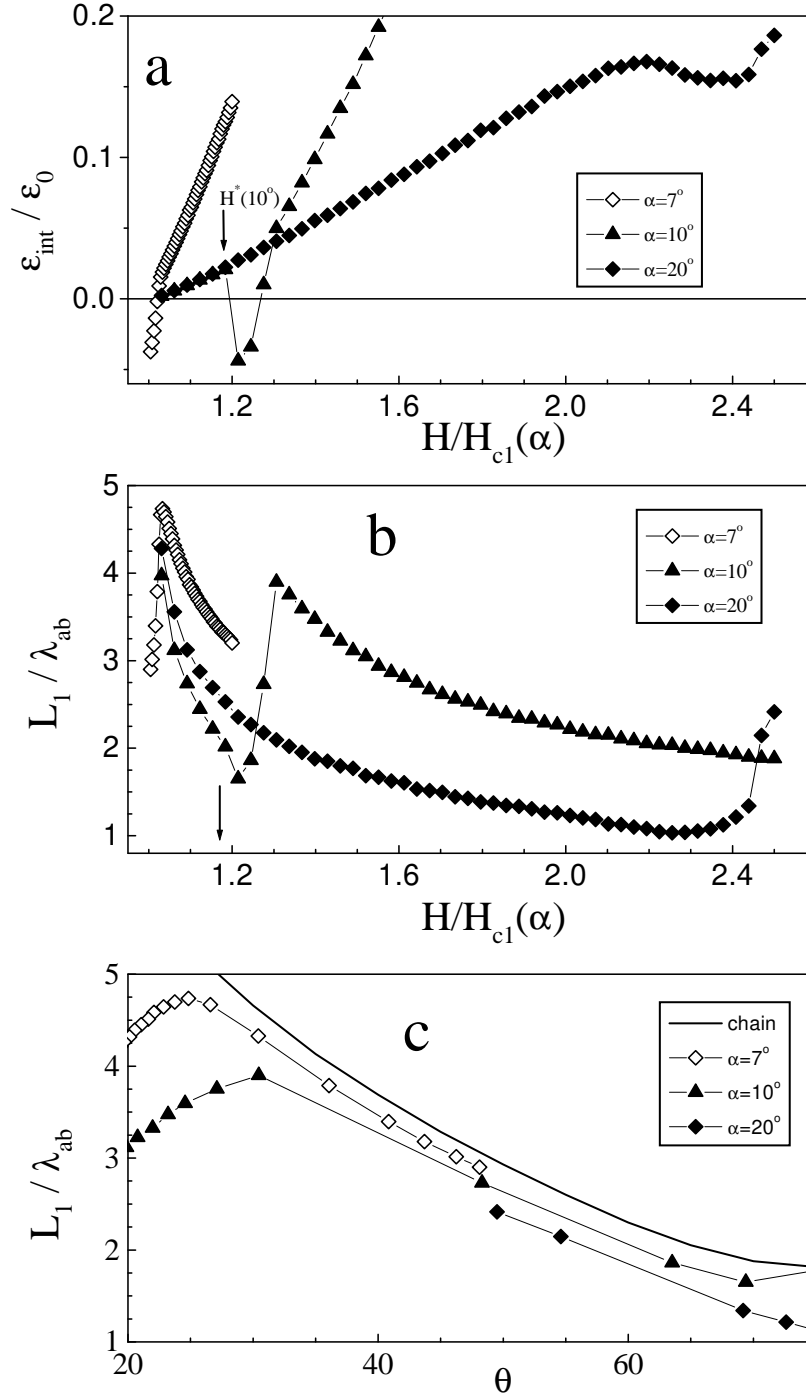 0.2
a
H*(10°)
0.1
α=7°
α=10°
α=20°
0.0
ε_int / ε_0
1.2 1.6 2.0 2.4
H/H_c1(α)
5
b
α=7°
α=10°
α=20°
4
3
2
1
L_1 / λ_ab
1.2 1.6 2.0 2.4
H/H_c1(α)
5
c
chain
α=7°
α=10°
α=20°
4
3
2
1
L_1 / λ_ab
20 40 60
θ